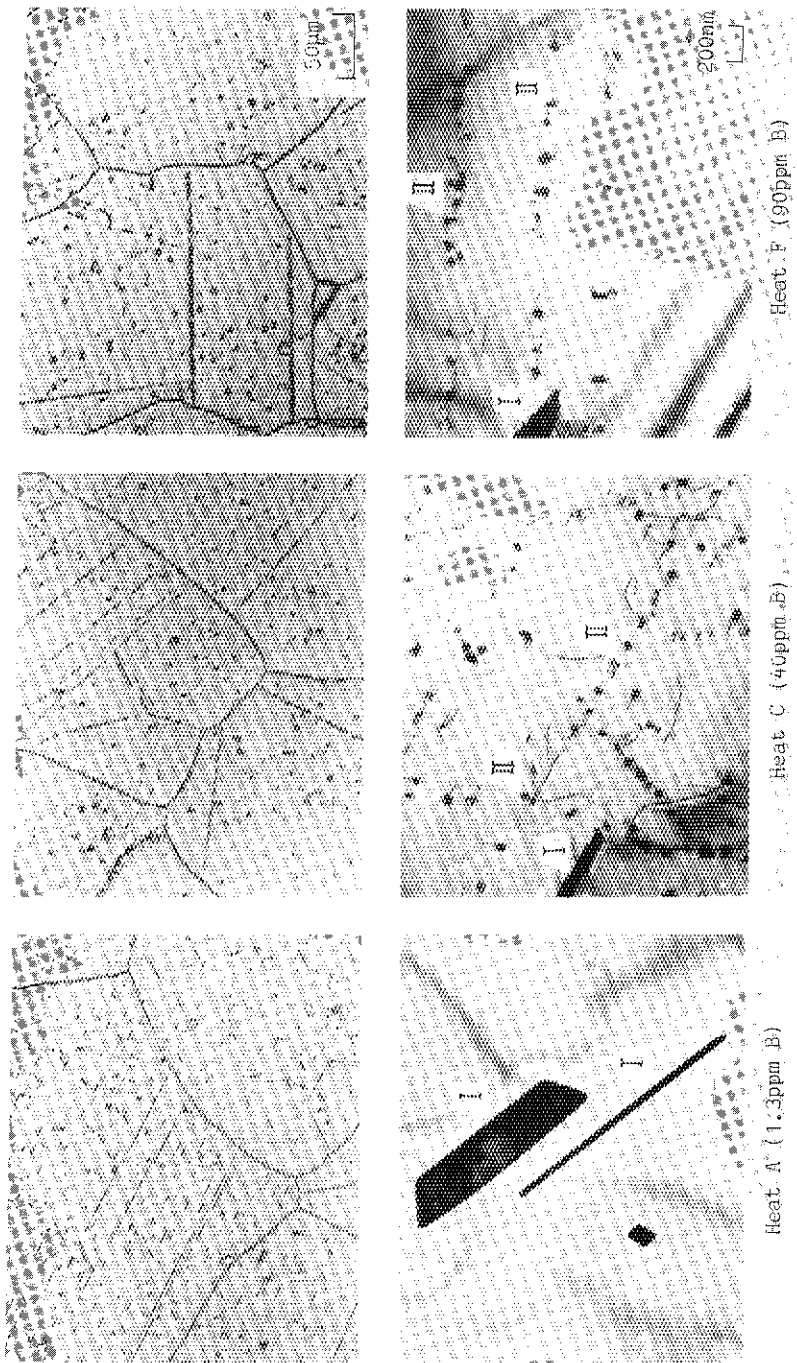 I
I
Heat A (1.3ppm B)
I
II
II
Heat C (40ppm B)
50μm
I
II
II
200nm
Heat F (90ppm B)